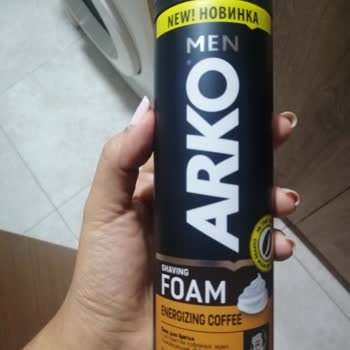 NEW! НОВИНКА
MEN
ARKO
SHAVING
FOAM
ENERGIZING COFFEE
Пена для бритья